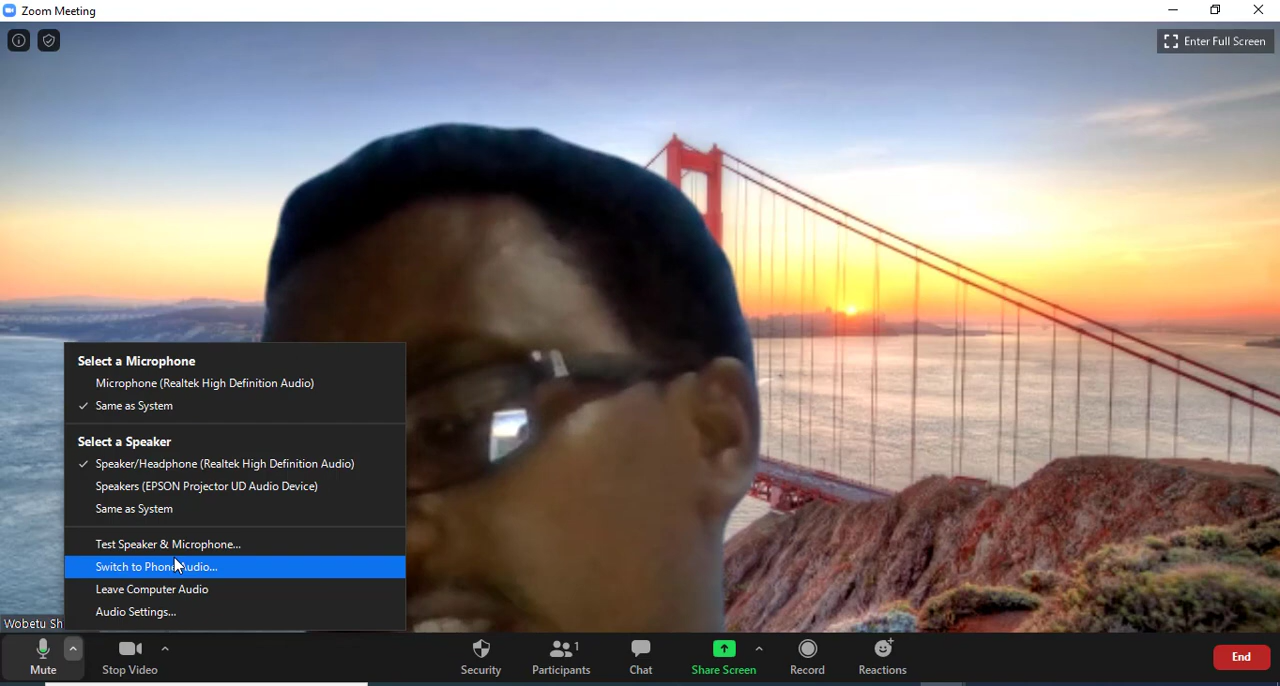 Zoom Meeting
Enter Full Screen
Select a Microphone
Microphone (Realtek High Definition Audio)
Same as System
Select a Speaker
Speaker/Headphone (Realtek High Definition Audio)
Speakers (EPSON Projector UD Audio Device)
Same as System
Test Speaker & Microphone...
Switch to Phone Audio...
Leave Computer Audio
Audio Settings...
Wobetu Sh
Mute
Stop Video
Security
Participants
1
Chat
Share Screen
Record
Reactions
End